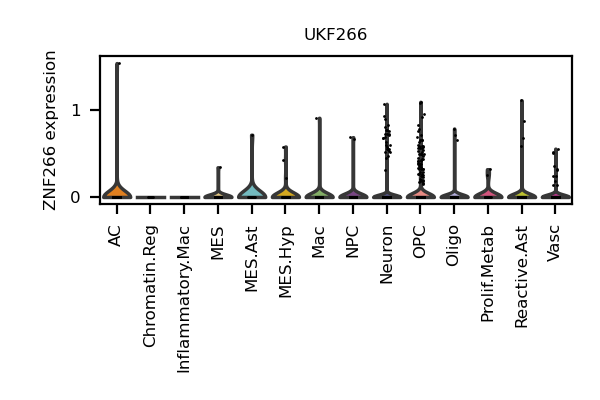 UKF266
ZNF266 expression
1
0
AC
Chromatin.Reg
Inflammatory.Mac
MES
MES.Ast
MES.Hyp
Mac
NPC
Neuron
OPC
Oligo
Prolif.Metab
Reactive.Ast
Vasc